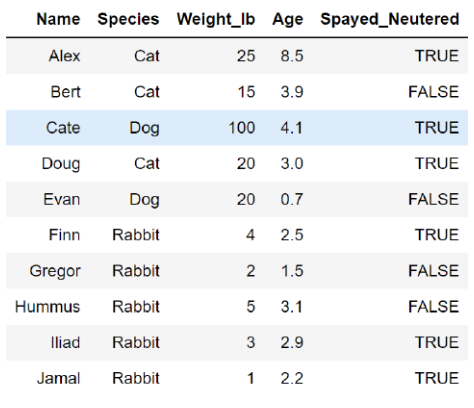 Name Species Weight_lb Age Spayed_Neutered
Alex Cat 25 8.5 TRUE
Bert Cat 15 3.9 FALSE
Cate Dog 100 4.1 TRUE
Doug Cat 20 3.0 TRUE
Evan Dog 20 0.7 FALSE
Finn Rabbit 4 2.5 TRUE
Gregor Rabbit 2 1.5 FALSE
Hummus Rabbit 5 3.1 FALSE
Iliad Rabbit 3 2.9 TRUE
Jamal Rabbit 1 2.2 TRUE